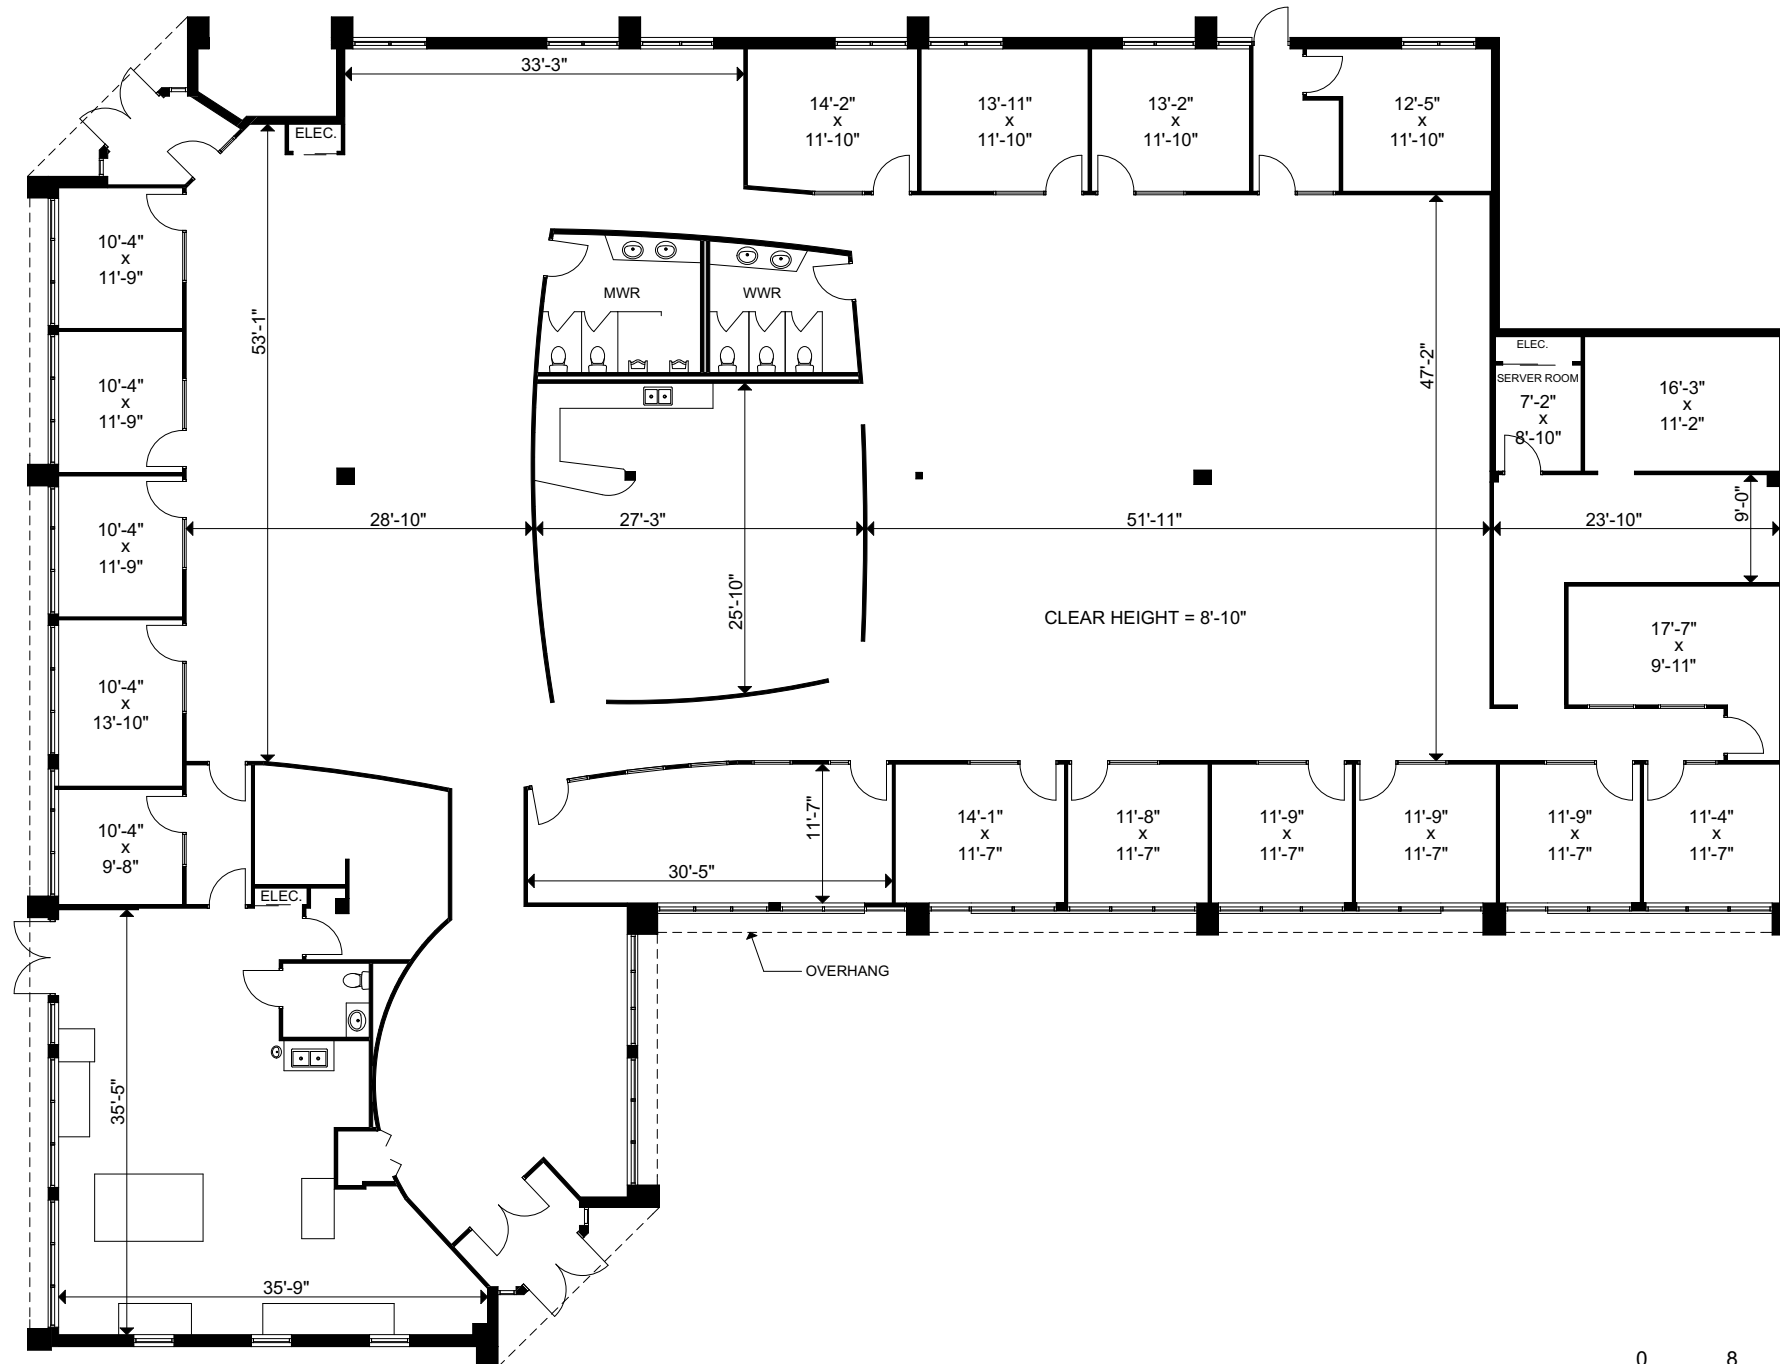 33'-3"
14'-2"
x
11'-10"
13'-11"
x
11'-10"
13'-2"
x
11'-10"
12'-5"
x
11'-10"
ELEC.
10'-4"
x
11'-9"
53'-1"
MWR
WWR
47'-2"
ELEC.
SERVER ROOM
7'-2"
x
8'-10"
16'-3"
x
11'-2"
10'-4"
x
11'-9"
10'-4"
x
11'-9"
28'-10"
27'-3"
51'-11"
23'-10"
9'-0"
25'-10"
CLEAR HEIGHT = 8'-10"
17'-7"
x
9'-11"
10'-4"
x
13'-10"
10'-4"
x
9'-8"
11'-7"
30'-5"
14'-1"
x
11'-7"
11'-8"
x
11'-7"
11'-9"
x
11'-7"
11'-9"
x
11'-7"
11'-9"
x
11'-7"
11'-4"
x
11'-7"
ELEC.
OVERHANG
35'-5"
35'-9"
0 8